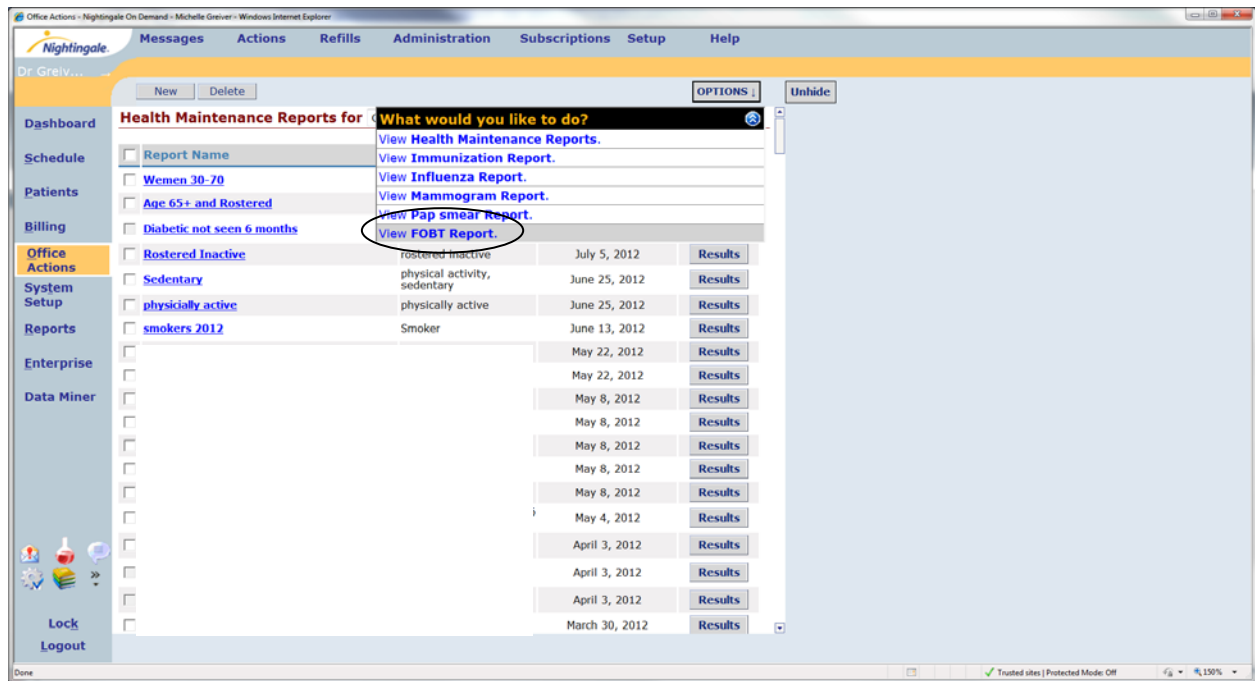 Office Actions - Nightingale On Demand - Michelle Greiver - Windows Internet Explorer
Nightingale.
Messages Actions Refills Administration Subscriptions Setup Help
Dr Greiv...
New Delete OPTIONS ↓ Unhide
Dashboard
Schedule
Patients
Billing
Office
Actions
System
Setup
Reports
Enterprise
Data Miner
Lock
Logout
Health Maintenance Reports for
What would you like to do?
View Health Maintenance Reports.
View Immunization Report.
View Influenza Report.
View Mammogram Report.
View Pap smear Report.
View FOBT Report.
Report Name
Wemen 30-70
Age 65+ and Rostered
Diabetic not seen 6 months
Rostered Inactive rostered inactive July 5, 2012 Results
Sedentary physical activity,
sedentary June 25, 2012 Results
physicially active physically active June 25, 2012 Results
smokers 2012 Smoker June 13, 2012 Results
May 22, 2012 Results
May 22, 2012 Results
May 8, 2012 Results
May 8, 2012 Results
May 8, 2012 Results
May 8, 2012 Results
May 8, 2012 Results
May 4, 2012 Results
April 3, 2012 Results
April 3, 2012 Results
April 3, 2012 Results
March 30, 2012 Results
Done Trusted sites | Protected Mode: Off 150%